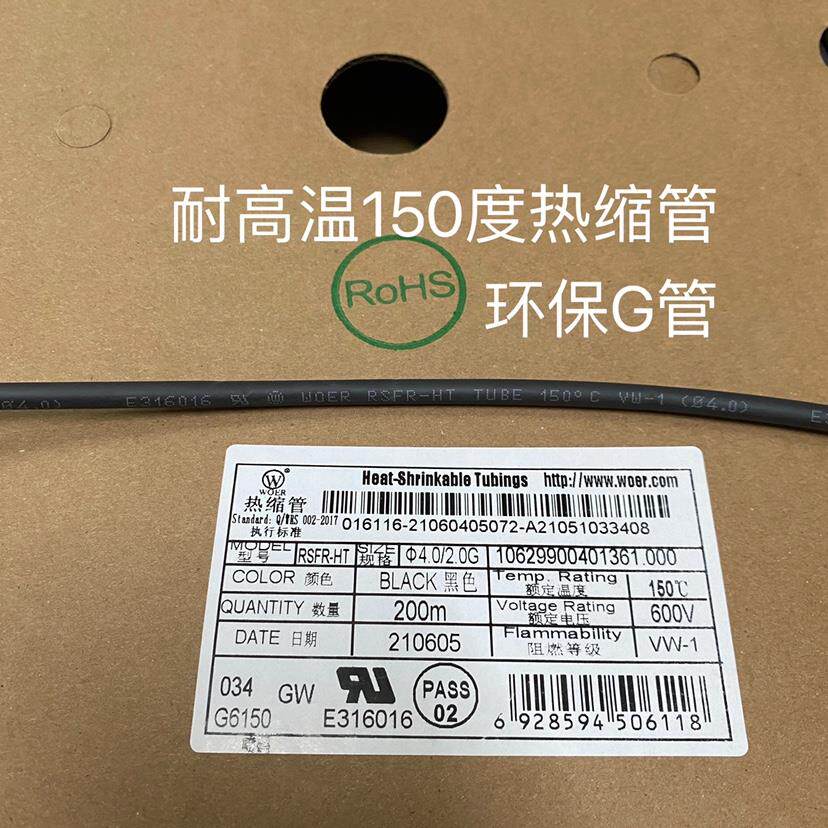 耐高温150度热缩管
RoHS
环保G管
(Ø4.0) E316016 WOER RSFR-HT TUBE 150°C VW-1 (Ø4.0) E3
W ®
WOER
热缩管
Heat-Shrinkable Tubings http://www.woer.com
Standard: Q/WRS 002-2017
执行标准
016116-21060405072-A21051033408
MODEL 型号 RSFR-HT SIZE 规格 Φ4.0/2.0G 10629900401361.000
COLOR 颜色 BLACK 黑色 Temp. Rating 额定温度 150℃
QUANTITY 数量 200m Voltage Rating 额定电压 600V
DATE 日期 210605 Flammability 阻燃等级 VW-1
034 GW RU PASS
G6150 E316016 02 6 928594 506118